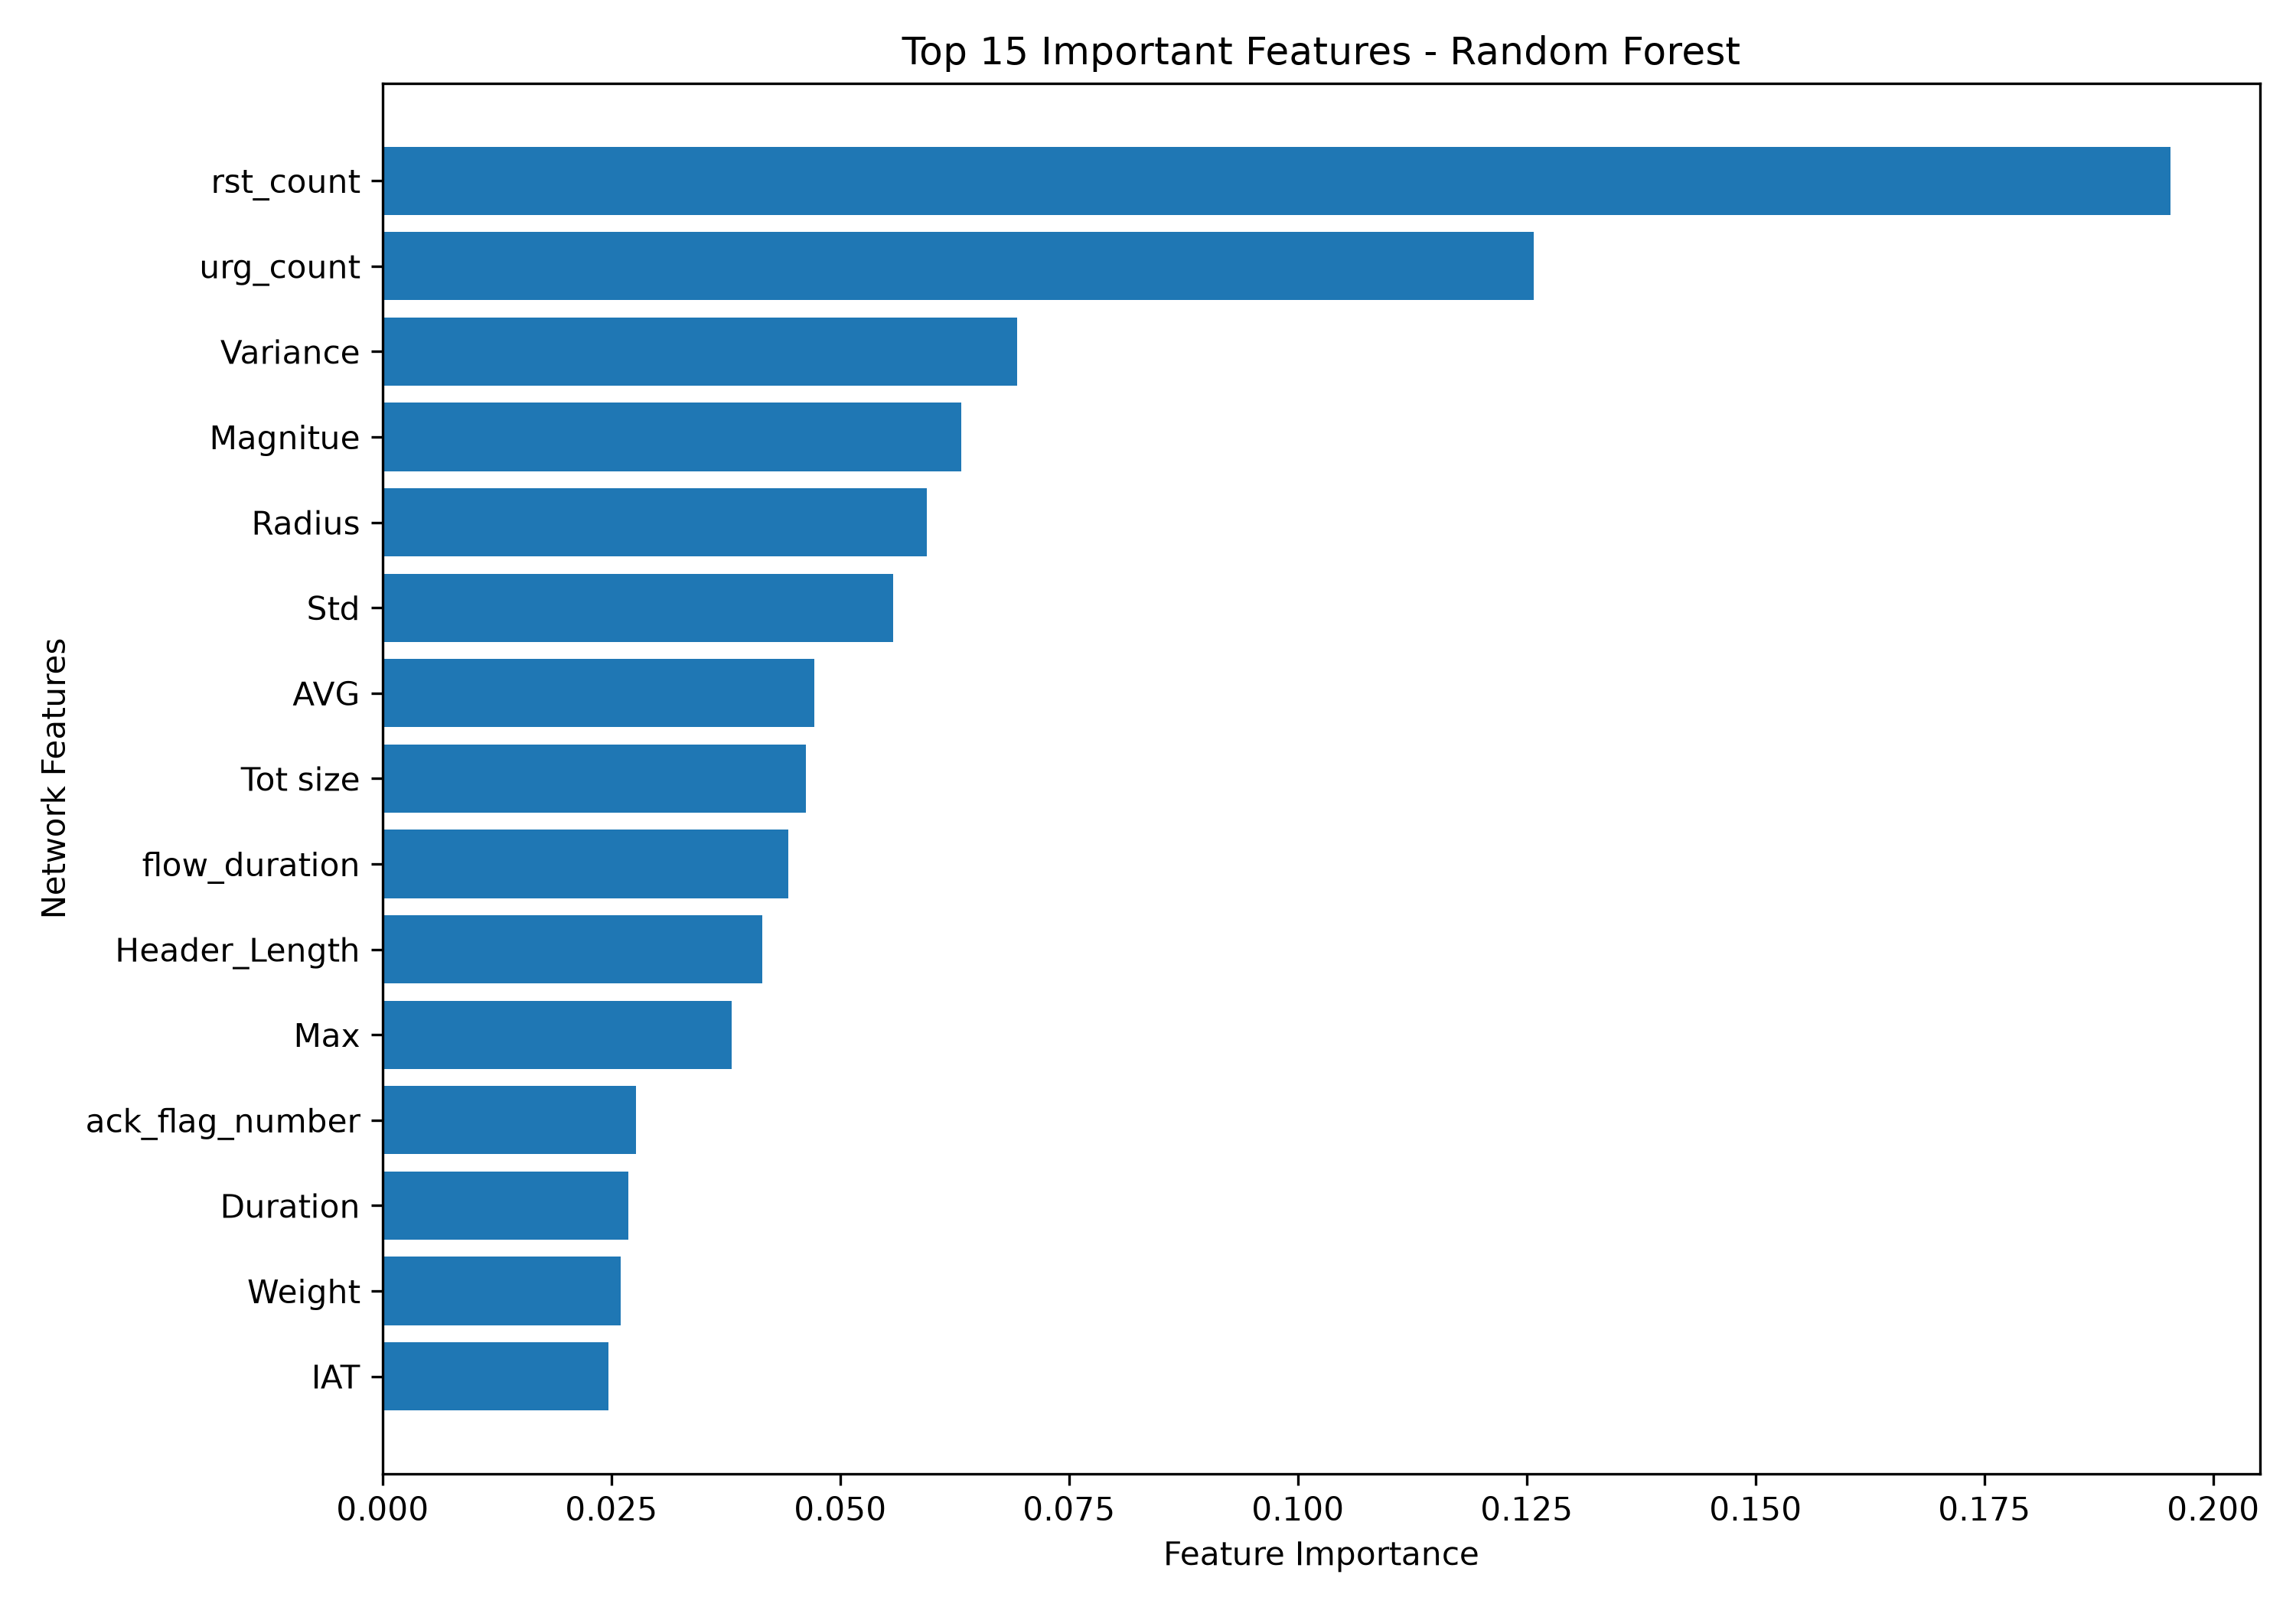 Top 15 Important Features - Random Forest
rst_count
urg_count
Variance
Magnitue
Radius
Std
AVG
Tot size
flow_duration
Header_Length
Max
ack_flag_number
Duration
Weight
IAT
Network Features
0.000 0.025 0.050 0.075 0.100 0.125 0.150 0.175 0.200
Feature Importance